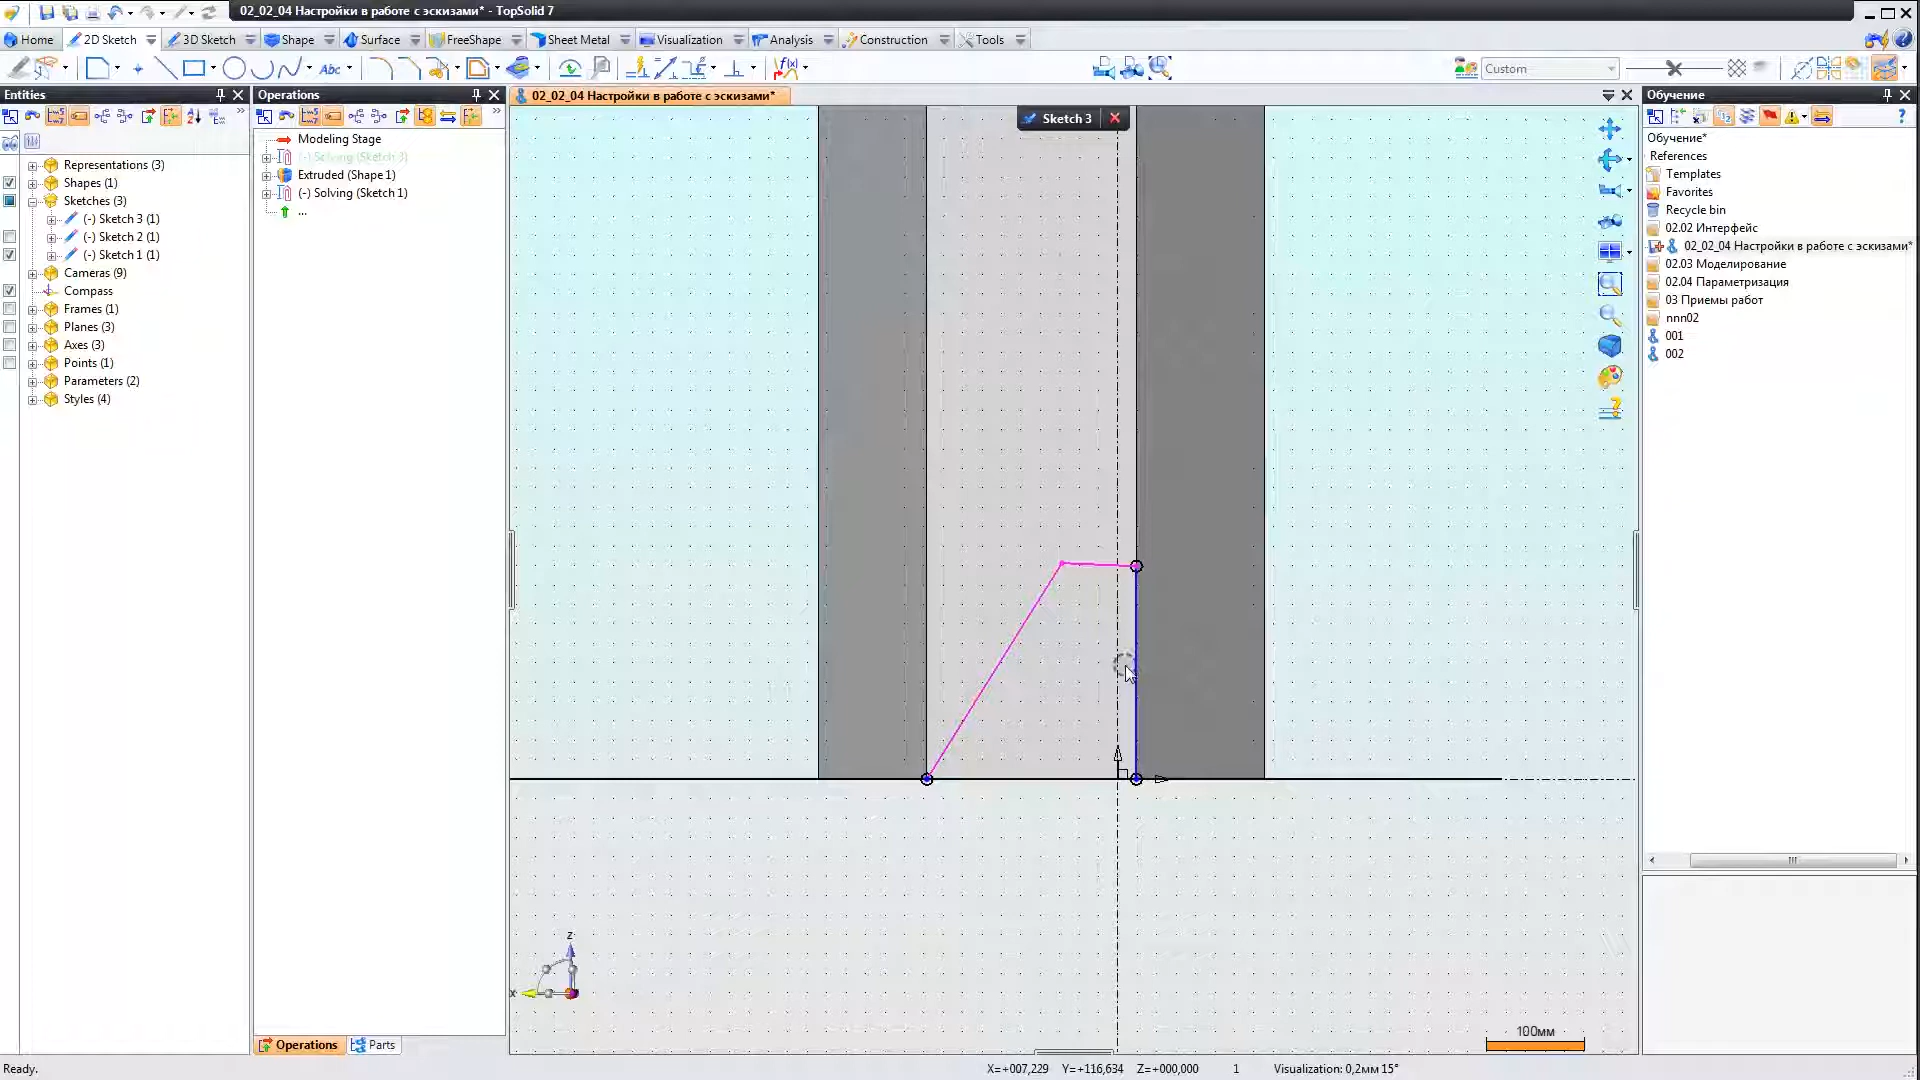 02_02_04 Настройки в работе с эскизами* - TopSolid 7
Home 2D Sketch 3D Sketch Shape Surface FreeShape Sheet Metal Visualization Analysis Construction Tools
Abc f(x) Custom
Entities
Representations (3)
Shapes (1)
Sketches (3)
(-) Sketch 3 (1)
(-) Sketch 2 (1)
(-) Sketch 1 (1)
Cameras (9)
Compass
Frames (1)
Planes (3)
Axes (3)
Points (1)
Parameters (2)
Styles (4)
Operations
Modeling Stage
(-) Solving (Sketch 3)
Extruded (Shape 1)
(-) Solving (Sketch 1)
...
Operations Parts
02_02_04 Настройки в работе с эскизами*
Sketch 3
z
x
100мм
Обучение
Обучение*
References
Templates
Favorites
Recycle bin
02.02 Интерфейс
02_02_04 Настройки в работе с эскизами*
02.03 Моделирование
02.04 Параметризация
03 Приемы работ
nnn02
001
002
Ready. X=+007,229 Y=+116,634 Z=+000,000 1 Visualization: 0,2мм 15°